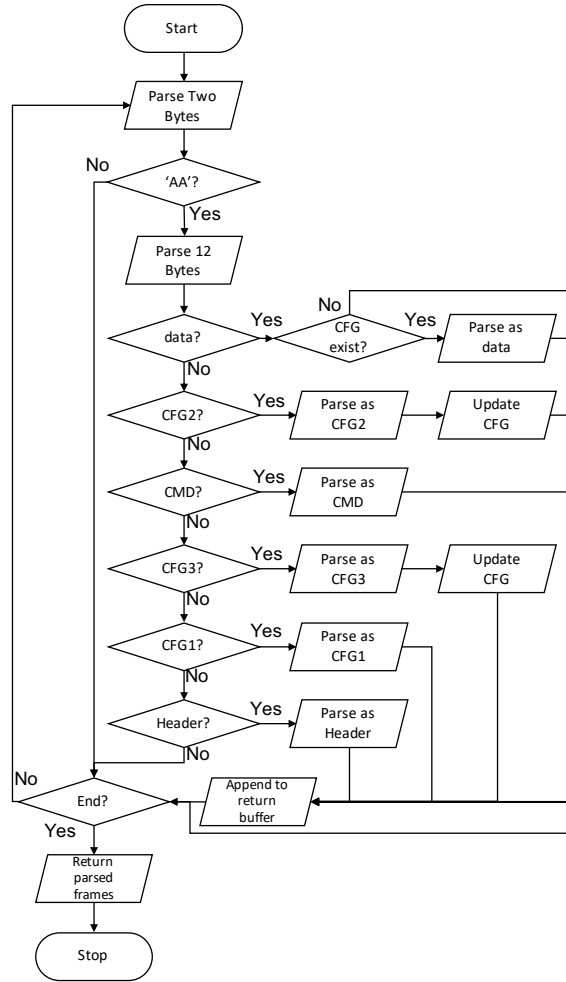 Start
Parse Two
Bytes
No
‘AA’?
Yes
Parse 12
Bytes
No
data?
Yes
CFG
exist?
Yes
Parse as
data
No
CFG2?
Yes
Parse as
CFG2
Update
CFG
No
CMD?
Yes
Parse as
CMD
No
CFG3?
Yes
Parse as
CFG3
Update
CFG
No
CFG1?
Yes
Parse as
CFG1
No
Header?
Yes
Parse as
Header
No
No
End?
Append to
return
buffer
Yes
Return
parsed
frames
Stop